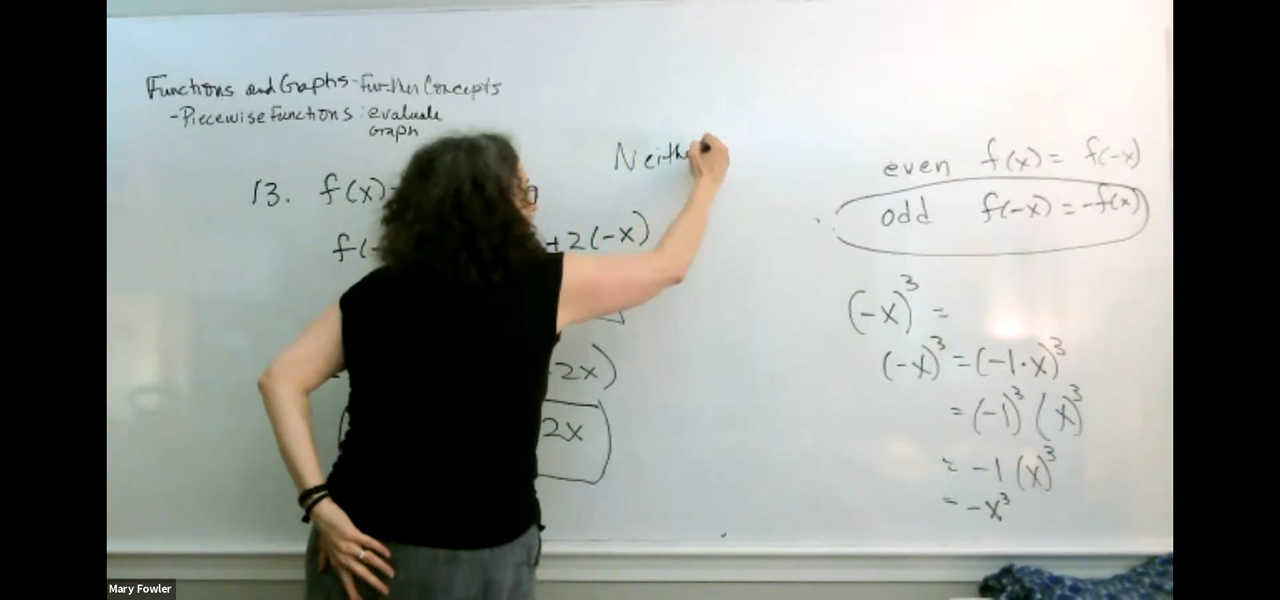 Functions and Graphs - Further Concepts
- Piecewise Functions : evaluate
Graph
Neithe
13. f(x)=
f(-
+2(-x)
2x)
2x
even f(x) = f(-x)
odd f(-x) = -f(x)
(-x)³ =
(-x)³ = (-1·x)³
= (-1)³ (x)³
= -1 (x)³
= -x³
Mary Fowler